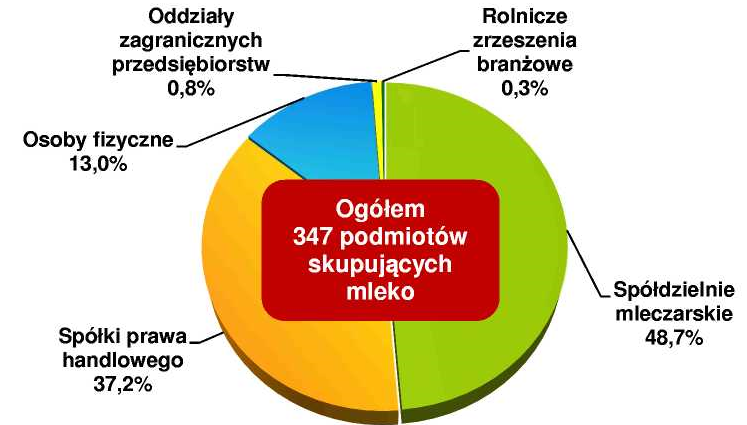 Oddziały
zagranicznych
przedsiębiorstw
0,8%
Rolnicze
zrzeszenia
branżowe
0,3%
Osoby fizyczne
13,0%
Ogółem
347 podmiotów
skupujących
mleko
Spółdzielnie
mleczarskie
48,7%
Spółki prawa
handlowego
37,2%